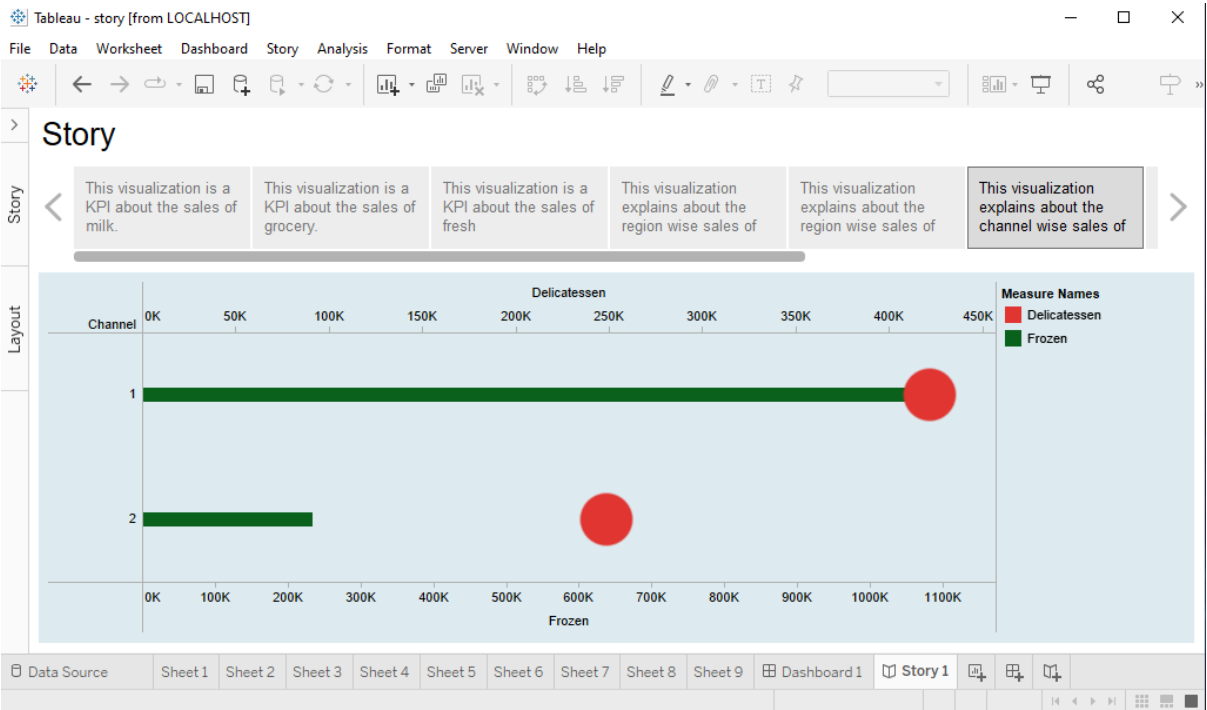 Tableau - story [from LOCALHOST]
File Data Worksheet Dashboard Story Analysis Format Server Window Help
Story
Layout
Story
This visualization is a
KPI about the sales of
milk.
This visualization is a
KPI about the sales of
grocery.
This visualization is a
KPI about the sales of
fresh
This visualization
explains about the
region wise sales of
This visualization
explains about the
region wise sales of
This visualization
explains about the
channel wise sales of
Delicatessen
Channel
0K 50K 100K 150K 200K 250K 300K 350K 400K 450K
1
2
0K 100K 200K 300K 400K 500K 600K 700K 800K 900K 1000K 1100K
Frozen
Measure Names
Delicatessen
Frozen
Data Source Sheet 1 Sheet 2 Sheet 3 Sheet 4 Sheet 5 Sheet 6 Sheet 7 Sheet 8 Sheet 9 Dashboard 1 Story 1